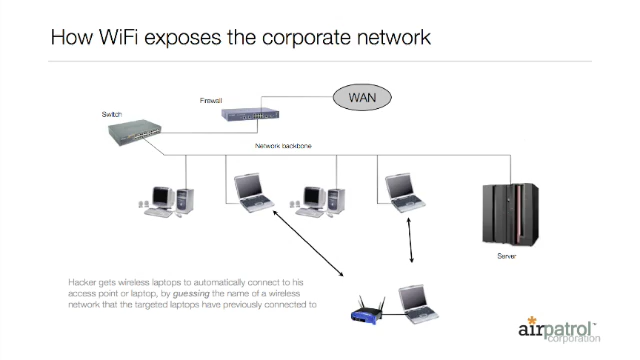 How WiFi exposes the corporate network
WAN
Firewall
Switch
Network backbone
Server
Hacker gets wireless laptops to automatically connect to his
access point or laptop, by guessing the name of a wireless
network that the targeted laptops have previously connected to
airpatrol™
corporation